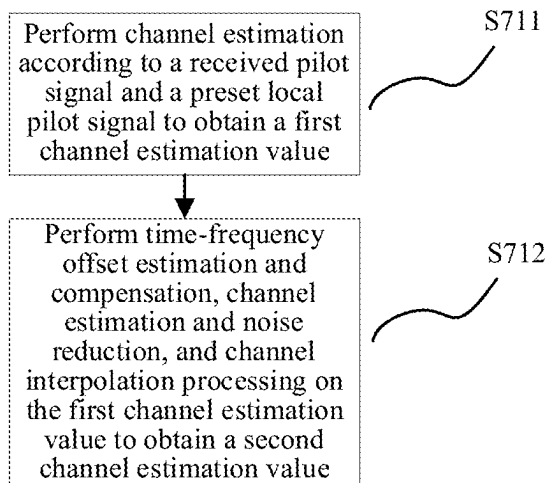 Perform channel estimation
according to a received pilot
signal and a preset local
pilot signal to obtain a first
channel estimation value
S711
Perform time-frequency
offset estimation and
compensation, channel
estimation and noise
reduction, and channel
interpolation processing on
the first channel estimation
value to obtain a second
channel estimation value
S712